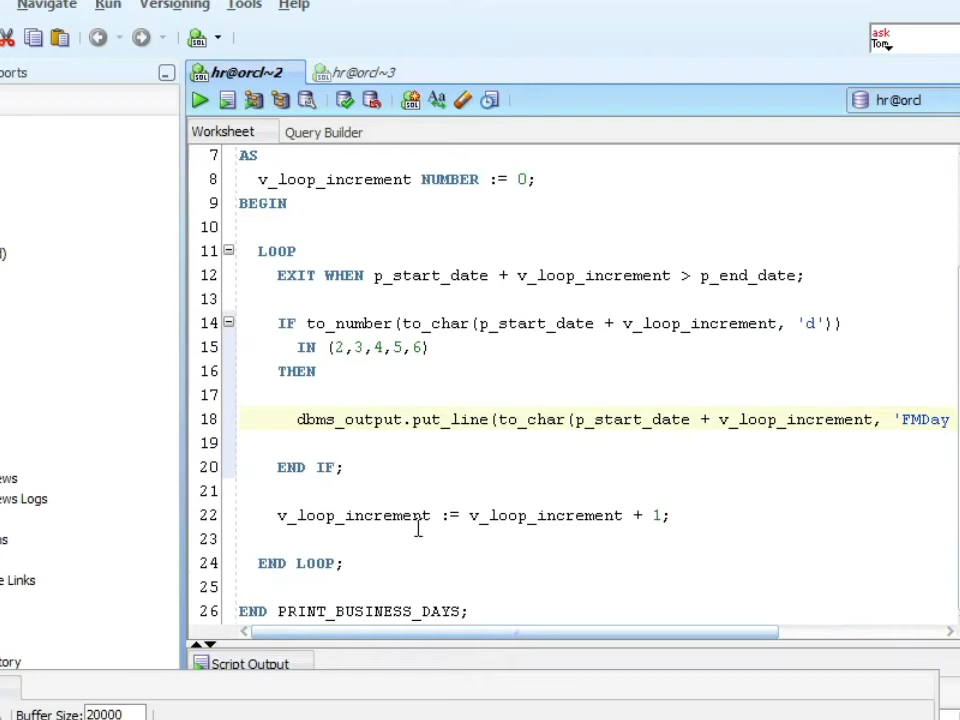 Navigate Run Versioning Tools Help
ask
Tom
ports
hr@orcl~2
hr@orcl~3
hr@orcl
Worksheet
Query Builder
7 AS
8 v_loop_increment NUMBER := 0;
9 BEGIN
10
11 LOOP
12 EXIT WHEN p_start_date + v_loop_increment > p_end_date;
13
14 IF to_number(to_char(p_start_date + v_loop_increment, 'd'))
15 IN (2,3,4,5,6)
16 THEN
17
18 dbms_output.put_line(to_char(p_start_date + v_loop_increment, 'FMDay
19
20 END IF;
21
22 v_loop_increment := v_loop_increment + 1;
23
24 END LOOP;
25
26 END PRINT_BUSINESS_DAYS;
)
ews
ews Logs
s
e Links
tory
Script Output
Buffer Size: 20000